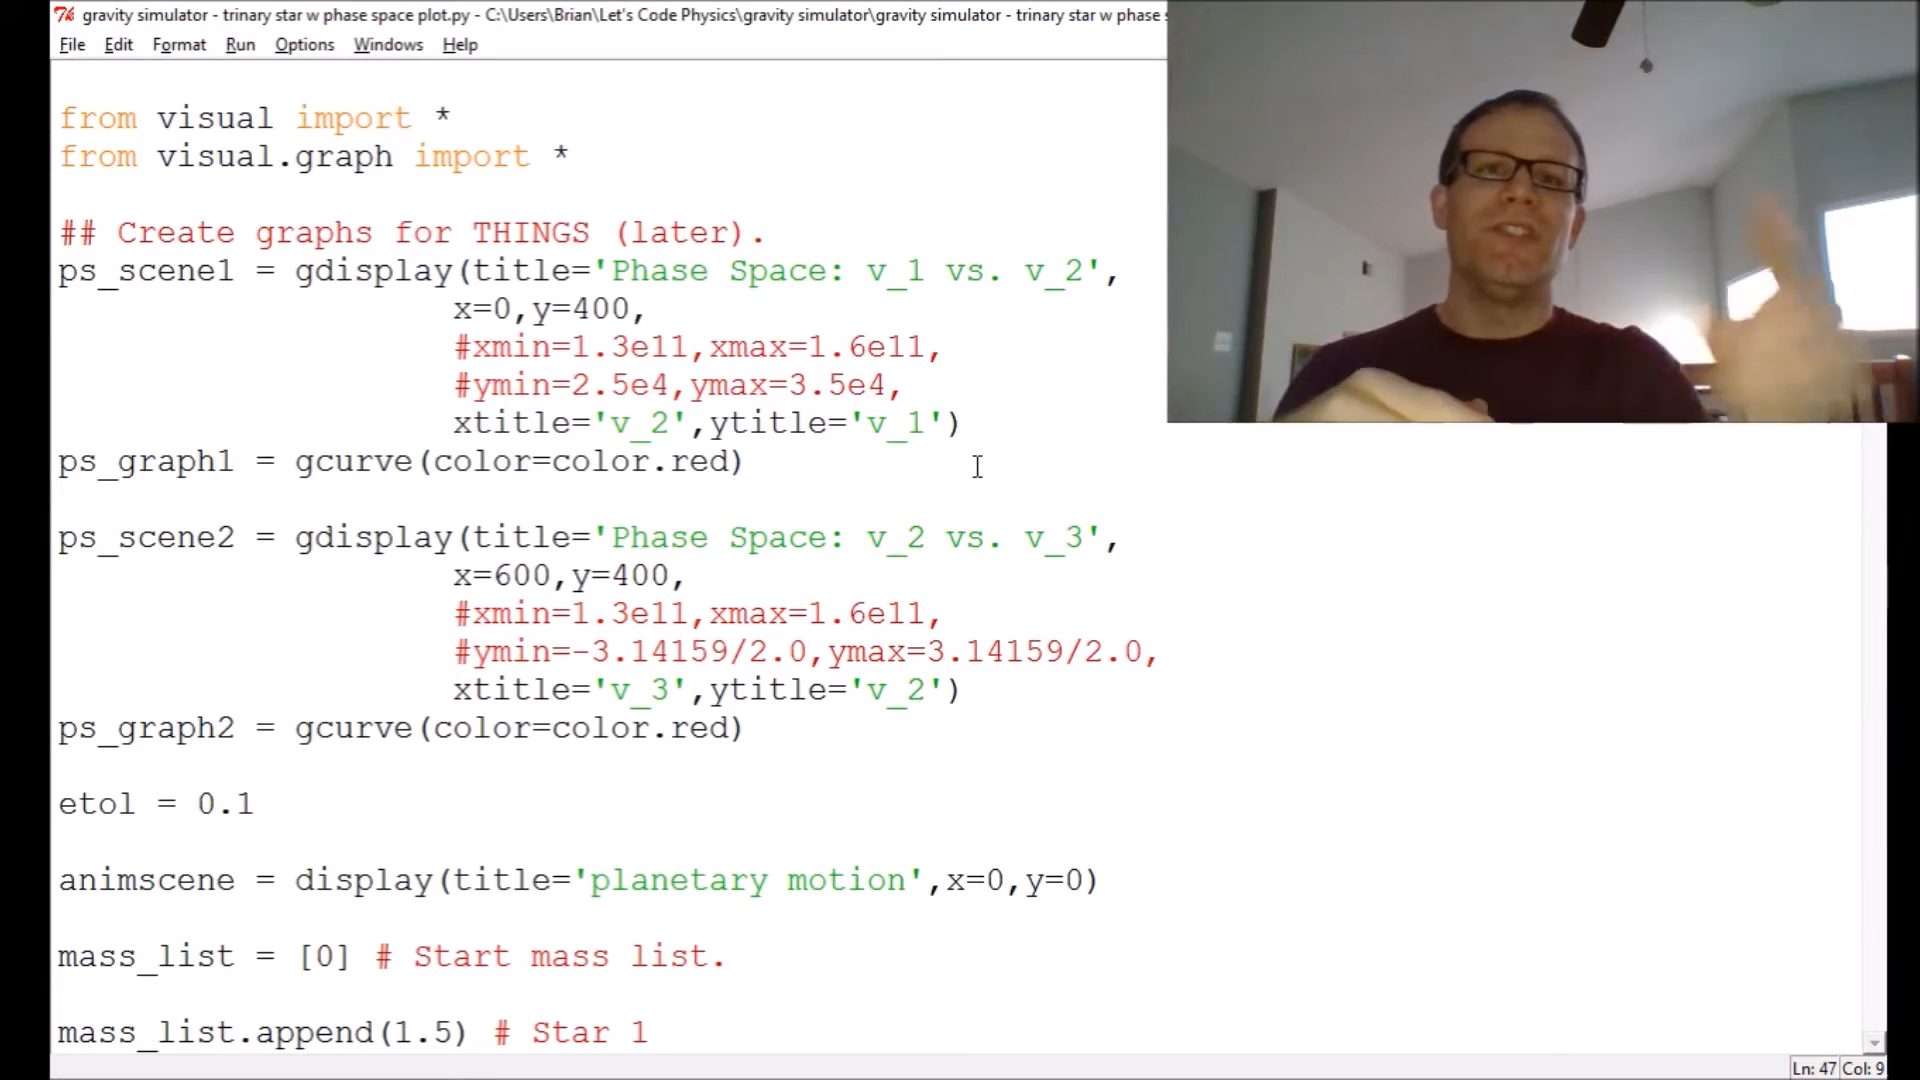 gravity simulator - trinary star w phase space plot.py - C:\Users\Brian\Let's Code Physics\gravity simulator\gravity simulator - trinary star w phase s
File Edit Format Run Options Windows Help
from visual import *
from visual.graph import *
## Create graphs for THINGS (later).
ps_scene1 = gdisplay(title='Phase Space: v_1 vs. v_2',
x=0,y=400,
#xmin=1.3e11,xmax=1.6e11,
#ymin=2.5e4,ymax=3.5e4,
xtitle='v_2',ytitle='v_1')
ps_graph1 = gcurve(color=color.red)
ps_scene2 = gdisplay(title='Phase Space: v_2 vs. v_3',
x=600,y=400,
#xmin=1.3e11,xmax=1.6e11,
#ymin=-3.14159/2.0,ymax=3.14159/2.0,
xtitle='v_3',ytitle='v_2')
ps_graph2 = gcurve(color=color.red)
etol = 0.1
animscene = display(title='planetary motion',x=0,y=0)
mass_list = [0] # Start mass list.
mass_list.append(1.5) # Star 1
Ln: 47 Col: 9